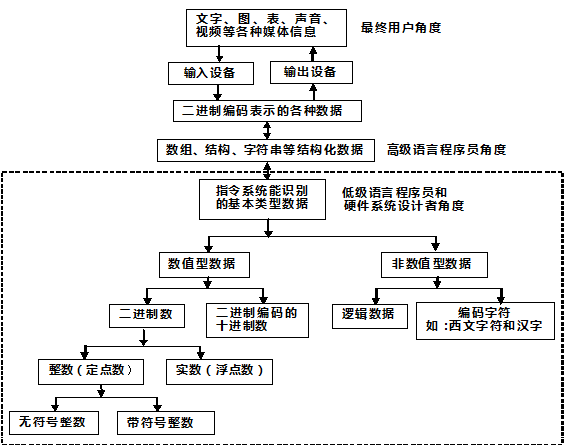 文字、图、表、声音、
视频等各种媒体信息
最终用户角度
输入设备
输出设备
二进制编码表示的各种数据
数组、结构、字符串等结构化数据
高级语言程序员角度
指令系统能识别
的基本类型数据
低级语言程序员和
硬件系统设计者角度
数值型数据
非数值型数据
二进制数
二进制编码的
十进制数
逻辑数据
编码字符
如:西文字符和汉字
整数(定点数)
实数(浮点数)
无符号整数
带符号整数